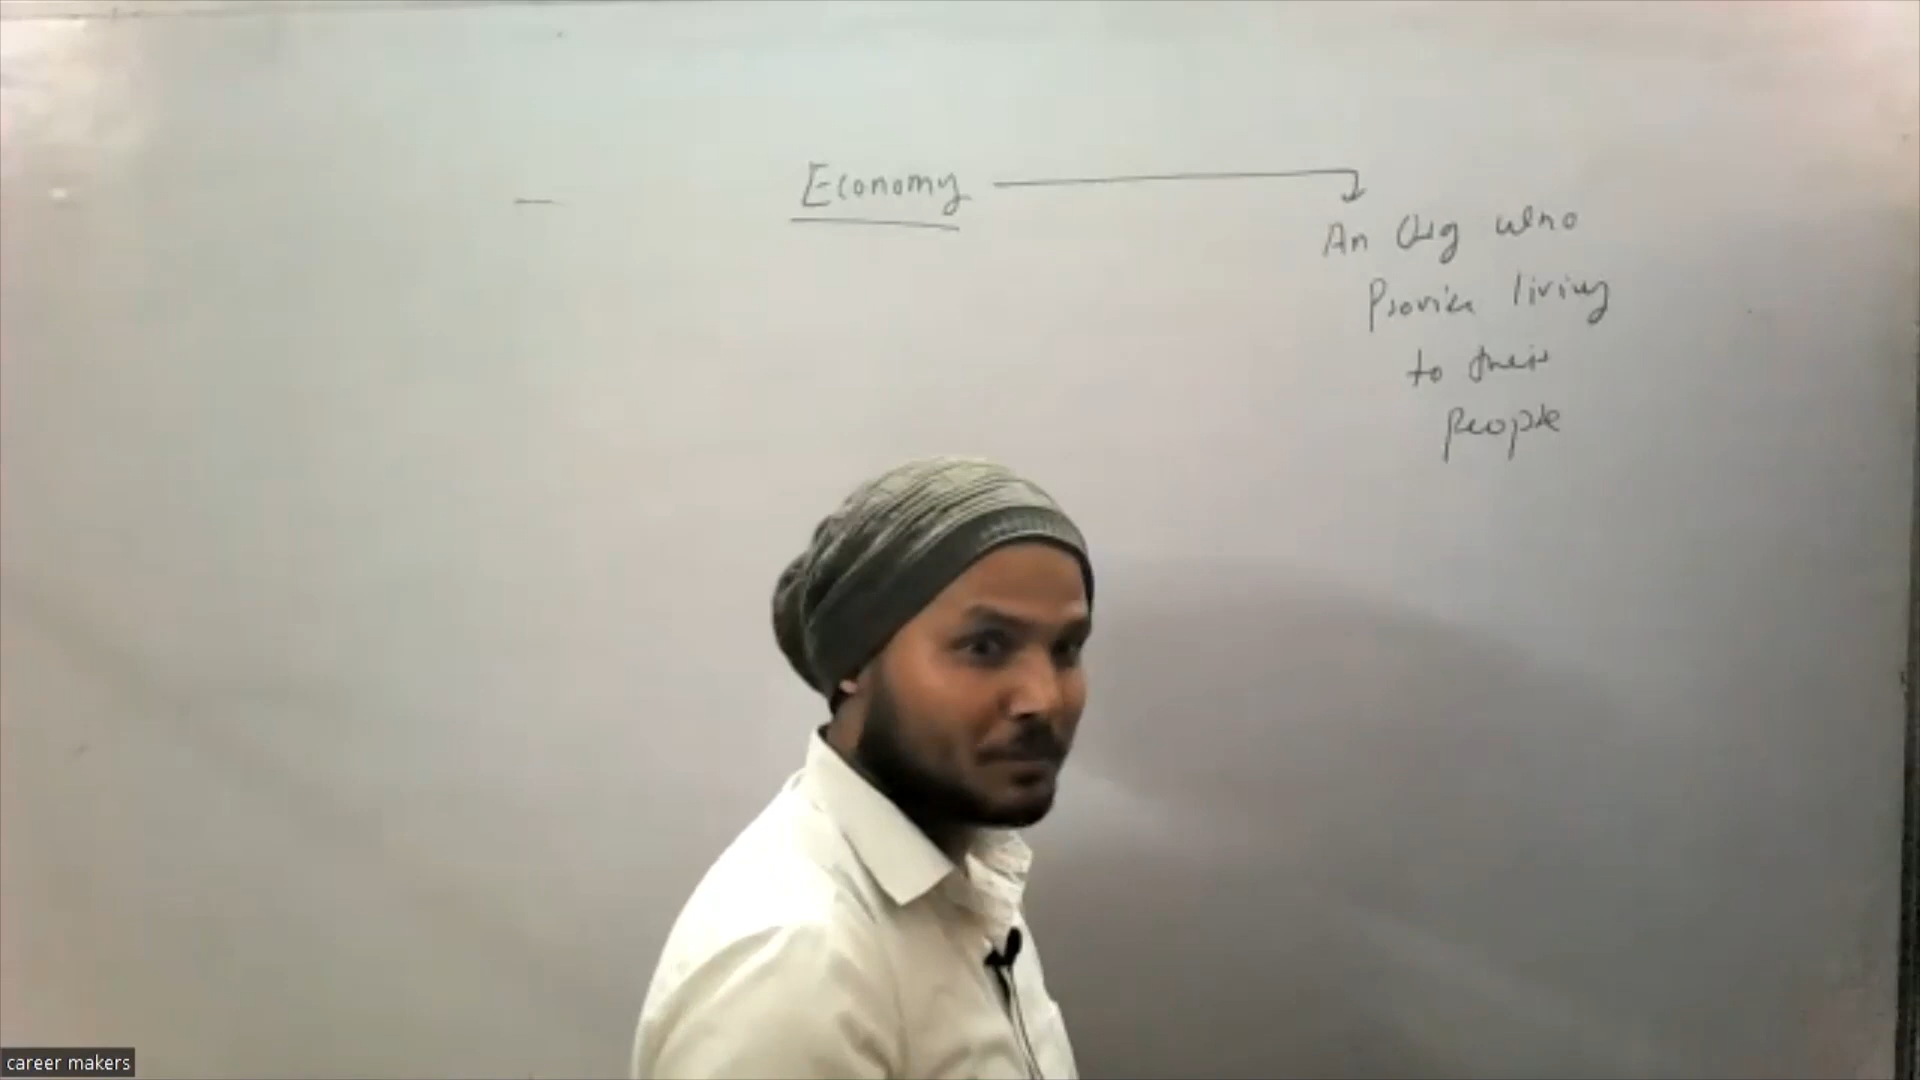 Economy
An Org who
Provide living
to their
people
career makers